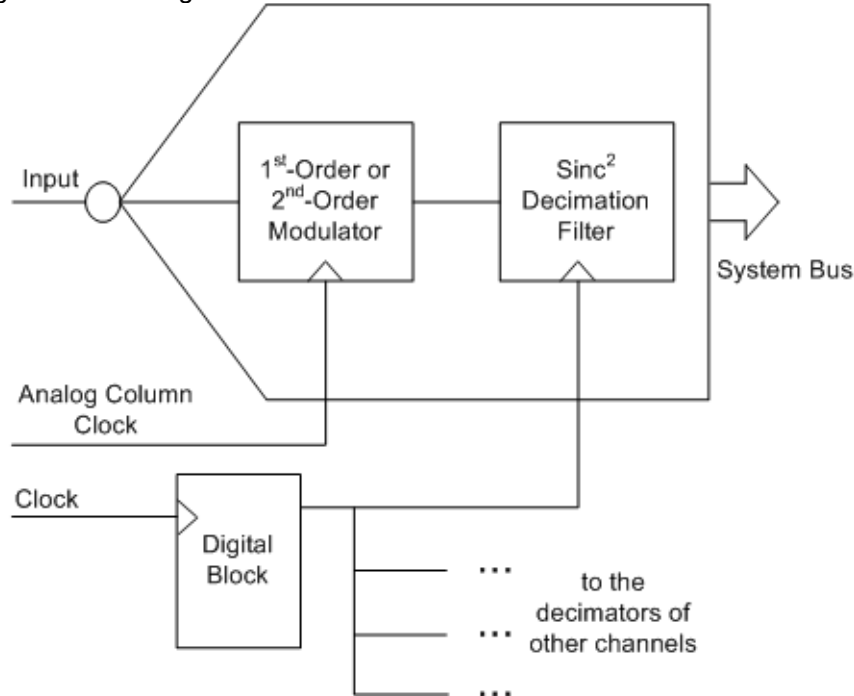 Input
1st-Order or
2nd-Order
Modulator
Sinc2
Decimation
Filter
System Bus
Analog Column
Clock
Clock
Digital
Block
...
...
...
to the
decimators of
other channels